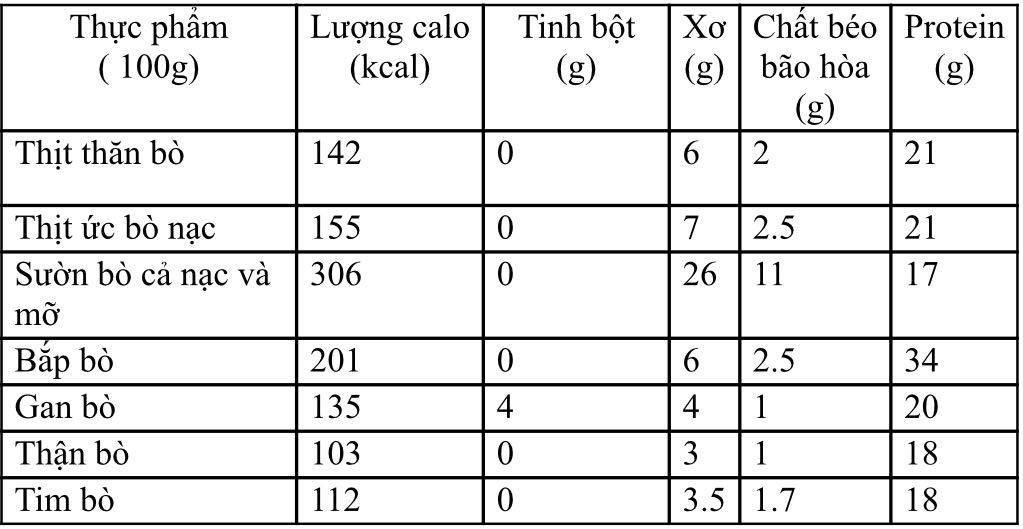 Thực phẩm Lượng calo Tinh bột Xơ Chất béo Protein
( 100g) (kcal) (g) (g) bão hòa (g)
(g)
Thịt thăn bò 142 0 6 2 21
Thịt ức bò nạc 155 0 7 2.5 21
Sườn bò cả nạc và 306 0 26 11 17
mỡ
Bắp bò 201 0 6 2.5 34
Gan bò 135 4 4 1 20
Thận bò 103 0 3 1 18
Tim bò 112 0 3.5 1.7 18